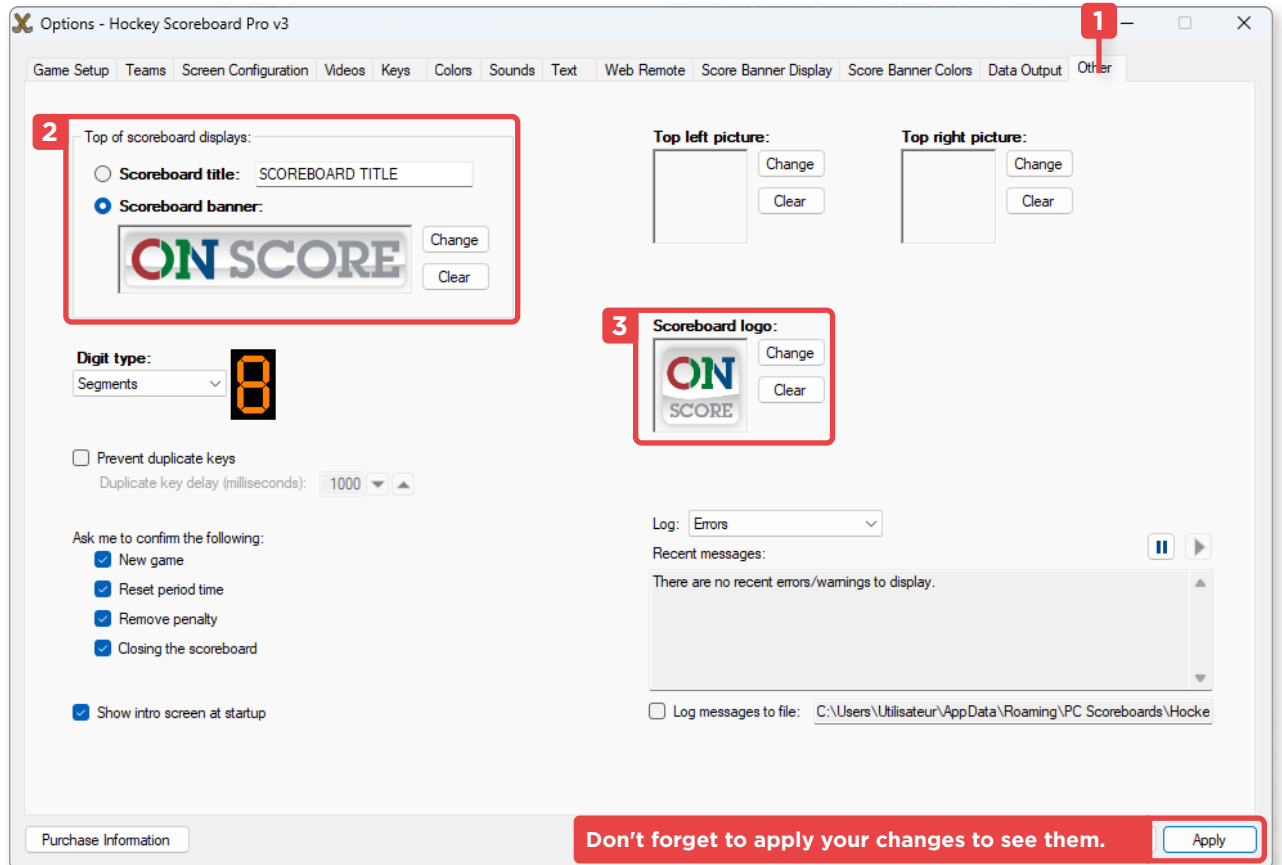 Options - Hockey Scoreboard Pro v3
1
Game Setup Teams Screen Configuration Videos Keys Colors Sounds Text Web Remote Score Banner Display Score Banner Colors Data Output Other
2
Top of scoreboard displays:
Scoreboard title: SCOREBOARD TITLE
Scoreboard banner:
ON SCORE
Change
Clear
Top left picture:
Change
Clear
Top right picture:
Change
Clear
3
Scoreboard logo:
ON
SCORE
Change
Clear
Digit type:
Segments
8
Prevent duplicate keys
Duplicate key delay (milliseconds): 1000
Ask me to confirm the following:
New game
Reset period time
Remove penalty
Closing the scoreboard
Show intro screen at startup
Log: Errors
Recent messages:
There are no recent errors/warnings to display.
Log messages to file: C:\Users\Utilisateur\AppData\Roaming\PC Scoreboards\Hocke
Purchase Information
Don't forget to apply your changes to see them.
Apply